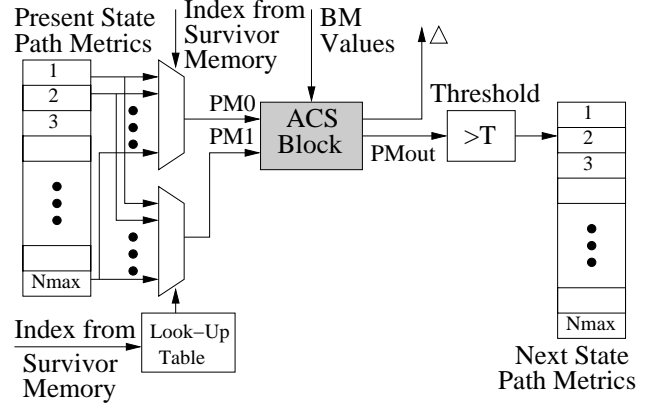 Present State
Path Metrics
1
2
3
Nmax
Index from
Survivor
Memory
BM
Values
△
PM0
PM1
ACS
Block
PMout
Threshold
>T
1
2
3
Nmax
Next State
Path Metrics
Index from
Survivor
Memory
Look–Up
Table